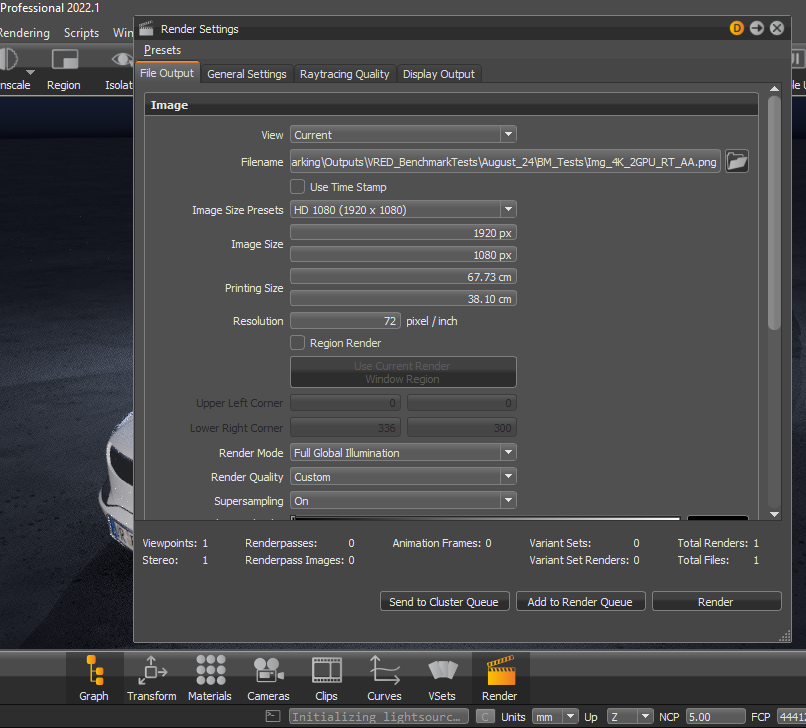 Professional 2022.1
Rendering Scripts Win
nscale Region Isolat
Render Settings
Presets
File Output General Settings Raytracing Quality Display Output
Image
View Current
Filename arking\Outputs\VRED_BenchmarkTests\August_24\BM_Tests\Img_4K_2GPU_RT_AA.png
Use Time Stamp
Image Size Presets HD 1080 (1920 x 1080)
Image Size 1920 px
1080 px
Printing Size 67.73 cm
38.10 cm
Resolution 72 pixel / inch
Region Render
Use Current Render
Window Region
Upper Left Corner 0 0
Lower Right Corner 336 300
Render Mode Full Global Illumination
Render Quality Custom
Supersampling On
Viewpoints: 1 Renderpasses: 0 Animation Frames: 0 Variant Sets: 0 Total Renders: 1
Stereo: 1 Renderpass Images: 0 Variant Set Renders: 0 Total Files: 1
Send to Cluster Queue Add to Render Queue Render
Graph Transform Materials Cameras Clips Curves VSets Render
Initializing lightsourc... C Units mm Up Z NCP 5.00 FCP 4441